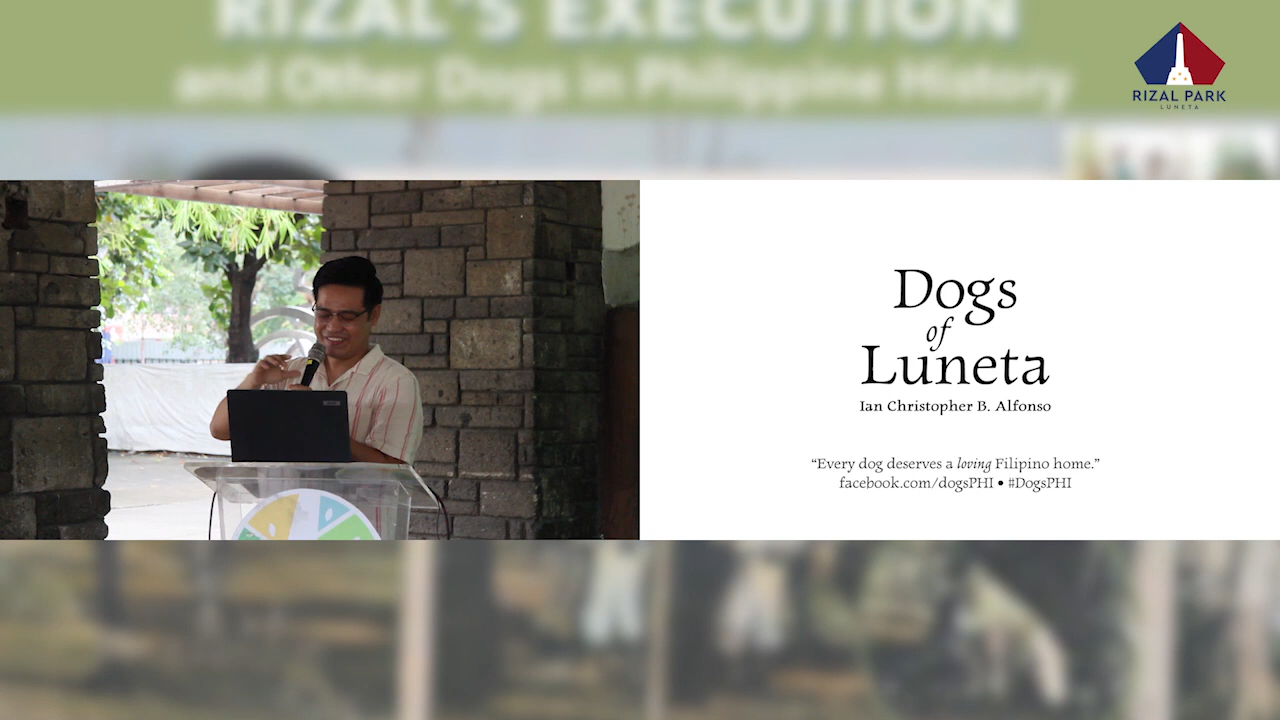 RIZAL'S EXECUTION
and Other Dogs in Philippine History
RIZAL PARK
LUNETA
Dogs
of
Luneta
Ian Christopher B. Alfonso
“Every dog deserves a loving Filipino home.”
facebook.com/dogsPHI • #DogsPHI